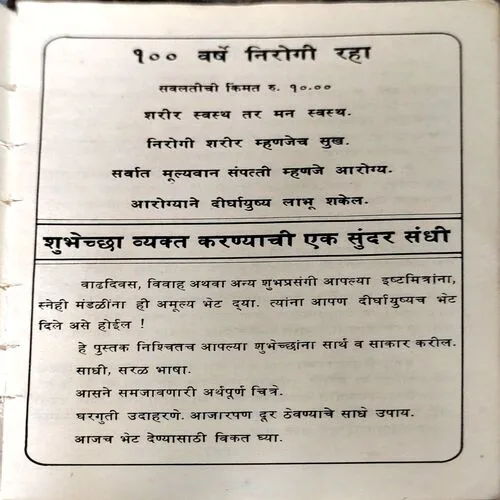 १०० वर्षे निरोगी रहा
सवलतीची किंमत रु. १०.००
शरीर स्वस्थ तर मन स्वस्थ.
निरोगी शरीर म्हणजेच सुख.
सर्वात मूल्यवान संपत्ती म्हणजे आरोग्य.
आरोग्याने दीर्घायुष्य लाभू शकेल.
शुभेच्छा व्यक्त करण्याची एक सुंदर संधी
वाढदिवस, विवाह अथवा अन्य शुभप्रसंगी आपल्या इष्टमित्रांना,
स्नेही मंडळींना ही अमूल्य भेट द्या. त्यांना आपण दीर्घायुष्यच भेट
दिले असे होईल !
हे पुस्तक निश्चितच आपल्या शुभेच्छांना सार्थ व साकार करील.
साधी, सरळ भाषा.
आसने समजावणारी अर्थपूर्ण चित्रे.
घरगुती उदाहरणे. आजारपण दूर ठेवण्याचे साधे उपाय.
आजच भेट देण्यासाठी विकत घ्या.